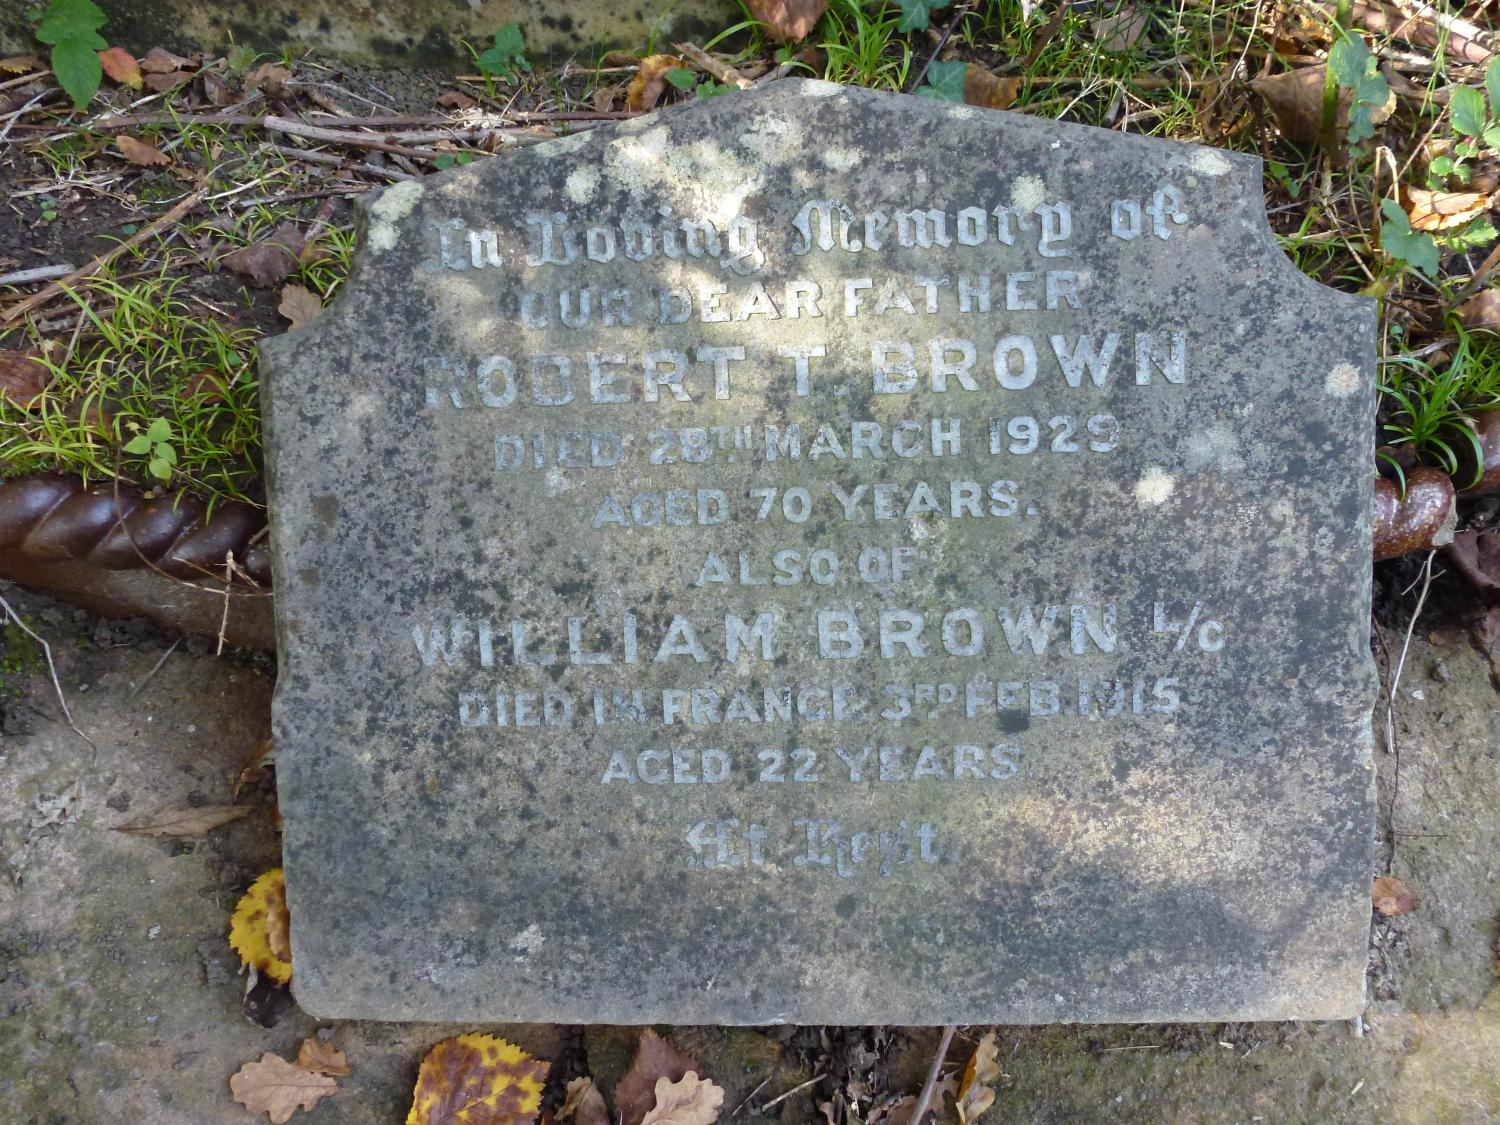 In Loving Memory of
OUR DEAR FATHER
ROBERT T. BROWN
DIED 28TH MARCH 1929
AGED 70 YEARS.
ALSO OF
WILLIAM BROWN L/C
DIED IN FRANCE 3RD FEB. 1915
AGED 22 YEARS.
At Rest.